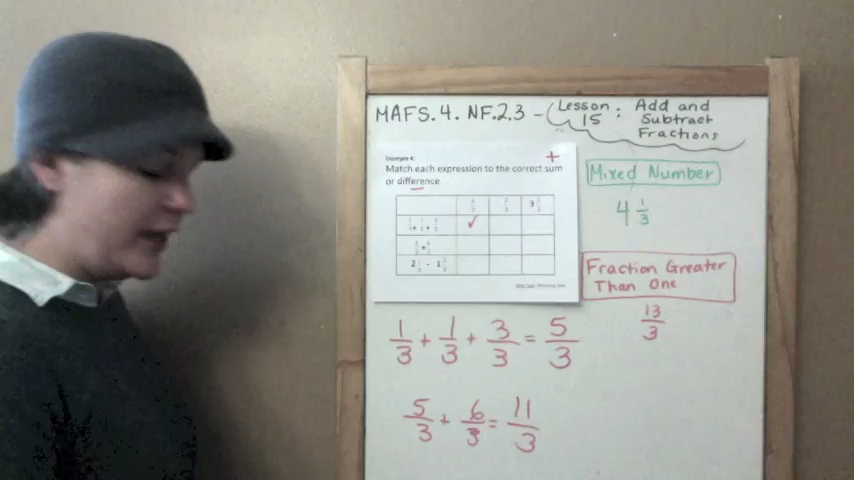 MAFS.4.NF.2.3 - Lesson 15: Add and
Subtract
Fractions
Example 4:
+
Match each expression to the correct sum
or difference
Mixed Number
4 1/3
Fraction Greater
Than One
13/3
1/3 + 1/3 + 3/3 = 5/3
5/3 + 6/3 = 11/3